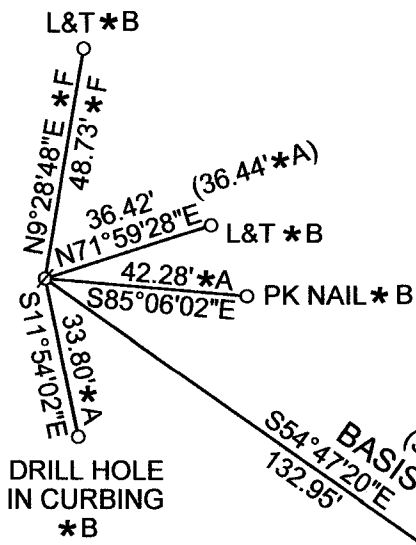 L&T *B
N9°28'48"E *F
48.73' *F
(36.44' *A)
36.42'
N71°59'28"E
L&T *B
42.28' *A
S85°06'02"E
PK NAIL * B
33.80' *A
S11°54'02"E
DRILL HOLE
IN CURBING
*B
BASIS
S54°47'20"E
132.95'